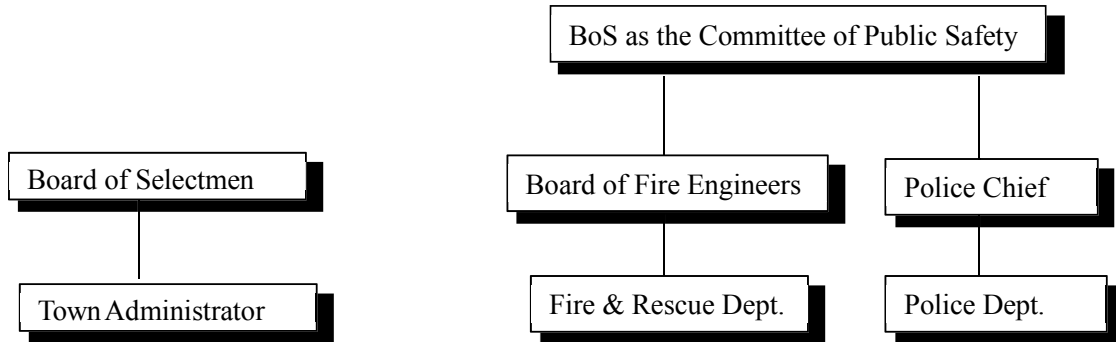 BoS as the Committee of Public Safety
Board of Selectmen
Board of Fire Engineers
Police Chief
Town Administrator
Fire & Rescue Dept.
Police Dept.